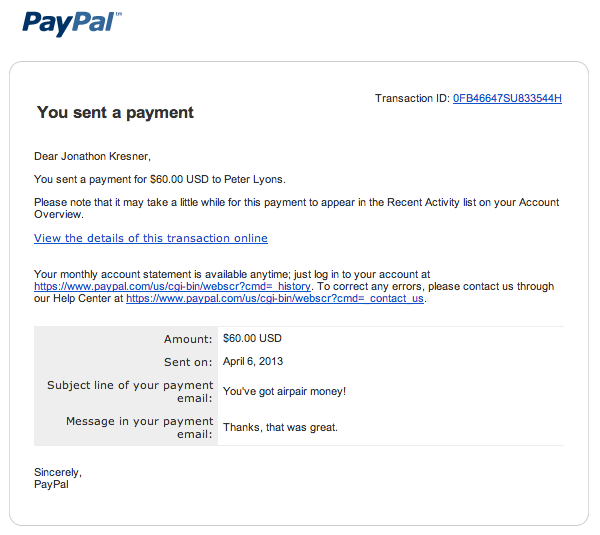 PayPal™
Transaction ID: 0FB46647SU833544H
You sent a payment
Dear Jonathon Kresner,
You sent a payment for $60.00 USD to Peter Lyons.
Please note that it may take a little while for this payment to appear in the Recent Activity list on your Account
Overview.
View the details of this transaction online
Your monthly account statement is available anytime; just log in to your account at
https://www.paypal.com/us/cgi-bin/webscr?cmd=_history. To correct any errors, please contact us through
our Help Center at https://www.paypal.com/us/cgi-bin/webscr?cmd=_contact_us.
Amount: $60.00 USD
Sent on: April 6, 2013
Subject line of your payment
email: You've got airpair money!
Message in your payment
email: Thanks, that was great.
Sincerely,
PayPal